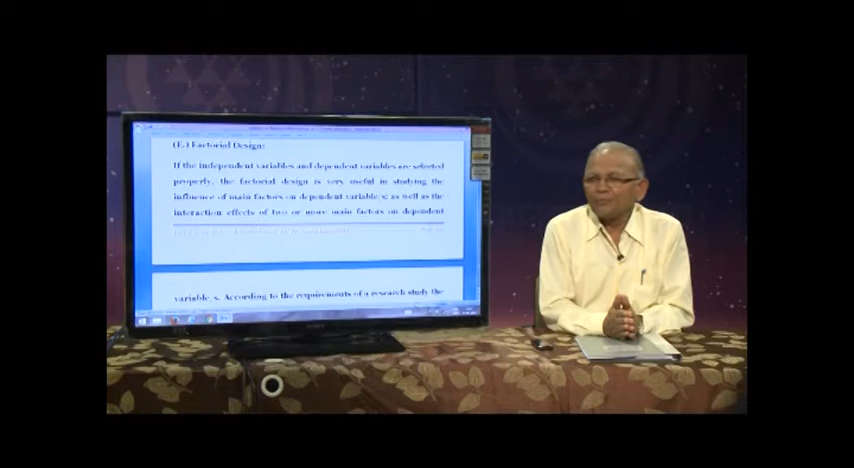 (E.) Factorial Design:
If the independent variables and dependent variables are selected
properly, the factorial design is very useful in studying the
influence of main factors on dependent variable/s; as well as the
interaction effects of two or more main factors on dependent
variable/s. According to the requirements of a research study the